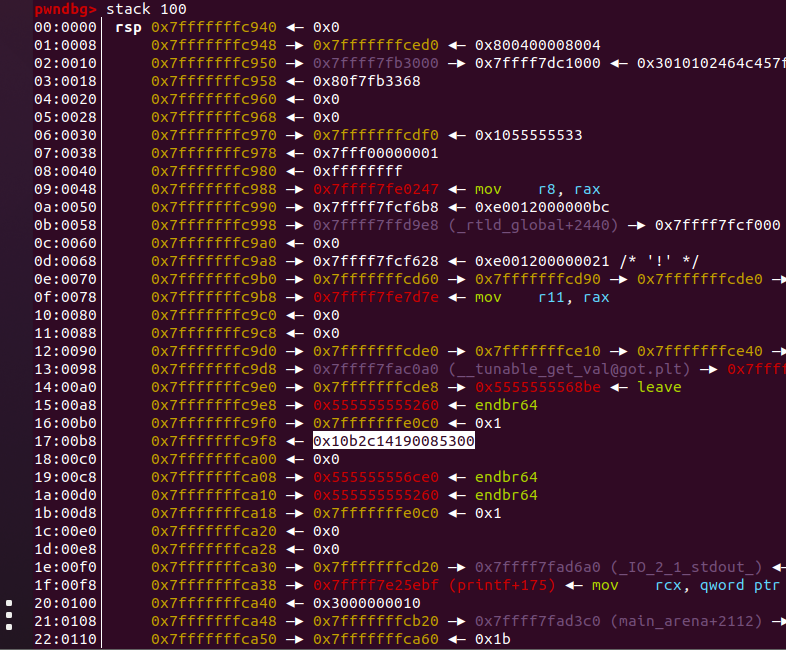 pwndbg> stack 100
00:0000│ rsp 0x7fffffffc940 ◂— 0x0
01:0008│     0x7fffffffc948 —▸ 0x7fffffffced0 ◂— 0x800400008004
02:0010│     0x7fffffffc950 —▸ 0x7ffff7fb3000 —▸ 0x7ffff7dc1000 ◂— 0x3010102464c457f
03:0018│     0x7fffffffc958 ◂— 0x80f7fb3368
04:0020│     0x7fffffffc960 ◂— 0x0
05:0028│     0x7fffffffc968 ◂— 0x0
06:0030│     0x7fffffffc970 —▸ 0x7fffffffcdf0 ◂— 0x1055555533
07:0038│     0x7fffffffc978 ◂— 0x7fff00000001
08:0040│     0x7fffffffc980 ◂— 0xffffffff
09:0048│     0x7fffffffc988 —▸ 0x7ffff7fe0247 ◂— mov    r8, rax
0a:0050│     0x7fffffffc990 —▸ 0x7ffff7fcf6b8 ◂— 0xe0012000000bc
0b:0058│     0x7fffffffc998 —▸ 0x7ffff7ffd9e8 (_rtld_global+2440) —▸ 0x7ffff7fcf000
0c:0060│     0x7fffffffc9a0 ◂— 0x0
0d:0068│     0x7fffffffc9a8 —▸ 0x7ffff7fcf628 ◂— 0xe001200000021 /* '!' */
0e:0070│     0x7fffffffc9b0 —▸ 0x7fffffffcd60 —▸ 0x7fffffffcd90 —▸ 0x7fffffffcde0 —▸
0f:0078│     0x7fffffffc9b8 —▸ 0x7ffff7fe7d7e ◂— mov    r11, rax
10:0080│     0x7fffffffc9c0 ◂— 0x0
11:0088│     0x7fffffffc9c8 ◂— 0x0
12:0090│     0x7fffffffc9d0 —▸ 0x7fffffffcde0 —▸ 0x7fffffffce10 —▸ 0x7fffffffce40 —▸
13:0098│     0x7fffffffc9d8 —▸ 0x7ffff7fac0a0 (__tunable_get_val@got.plt) —▸ 0x7ffff
14:00a0│     0x7fffffffc9e0 —▸ 0x7fffffffcde8 —▸ 0x5555555568be ◂— leave
15:00a8│     0x7fffffffc9e8 —▸ 0x555555555260 ◂— endbr64
16:00b0│     0x7fffffffc9f0 —▸ 0x7fffffffe0c0 ◂— 0x1
17:00b8│     0x7fffffffc9f8 ◂— 0x10b2c14190085300
18:00c0│     0x7fffffffca00 ◂— 0x0
19:00c8│     0x7fffffffca08 —▸ 0x555555556ce0 ◂— endbr64
1a:00d0│     0x7fffffffca10 —▸ 0x555555555260 ◂— endbr64
1b:00d8│     0x7fffffffca18 —▸ 0x7fffffffe0c0 ◂— 0x1
1c:00e0│     0x7fffffffca20 ◂— 0x0
1d:00e8│     0x7fffffffca28 ◂— 0x0
1e:00f0│     0x7fffffffca30 —▸ 0x7fffffffcd20 —▸ 0x7ffff7fad6a0 (_IO_2_1_stdout_) ◂—
1f:00f8│     0x7fffffffca38 —▸ 0x7ffff7e25ebf (printf+175) ◂— mov    rcx, qword ptr
20:0100│     0x7fffffffca40 ◂— 0x3000000010
21:0108│     0x7fffffffca48 —▸ 0x7fffffffcb20 —▸ 0x7ffff7fad3c0 (main_arena+2112) —▸
22:0110│     0x7fffffffca50 —▸ 0x7fffffffca60 ◂— 0x1b